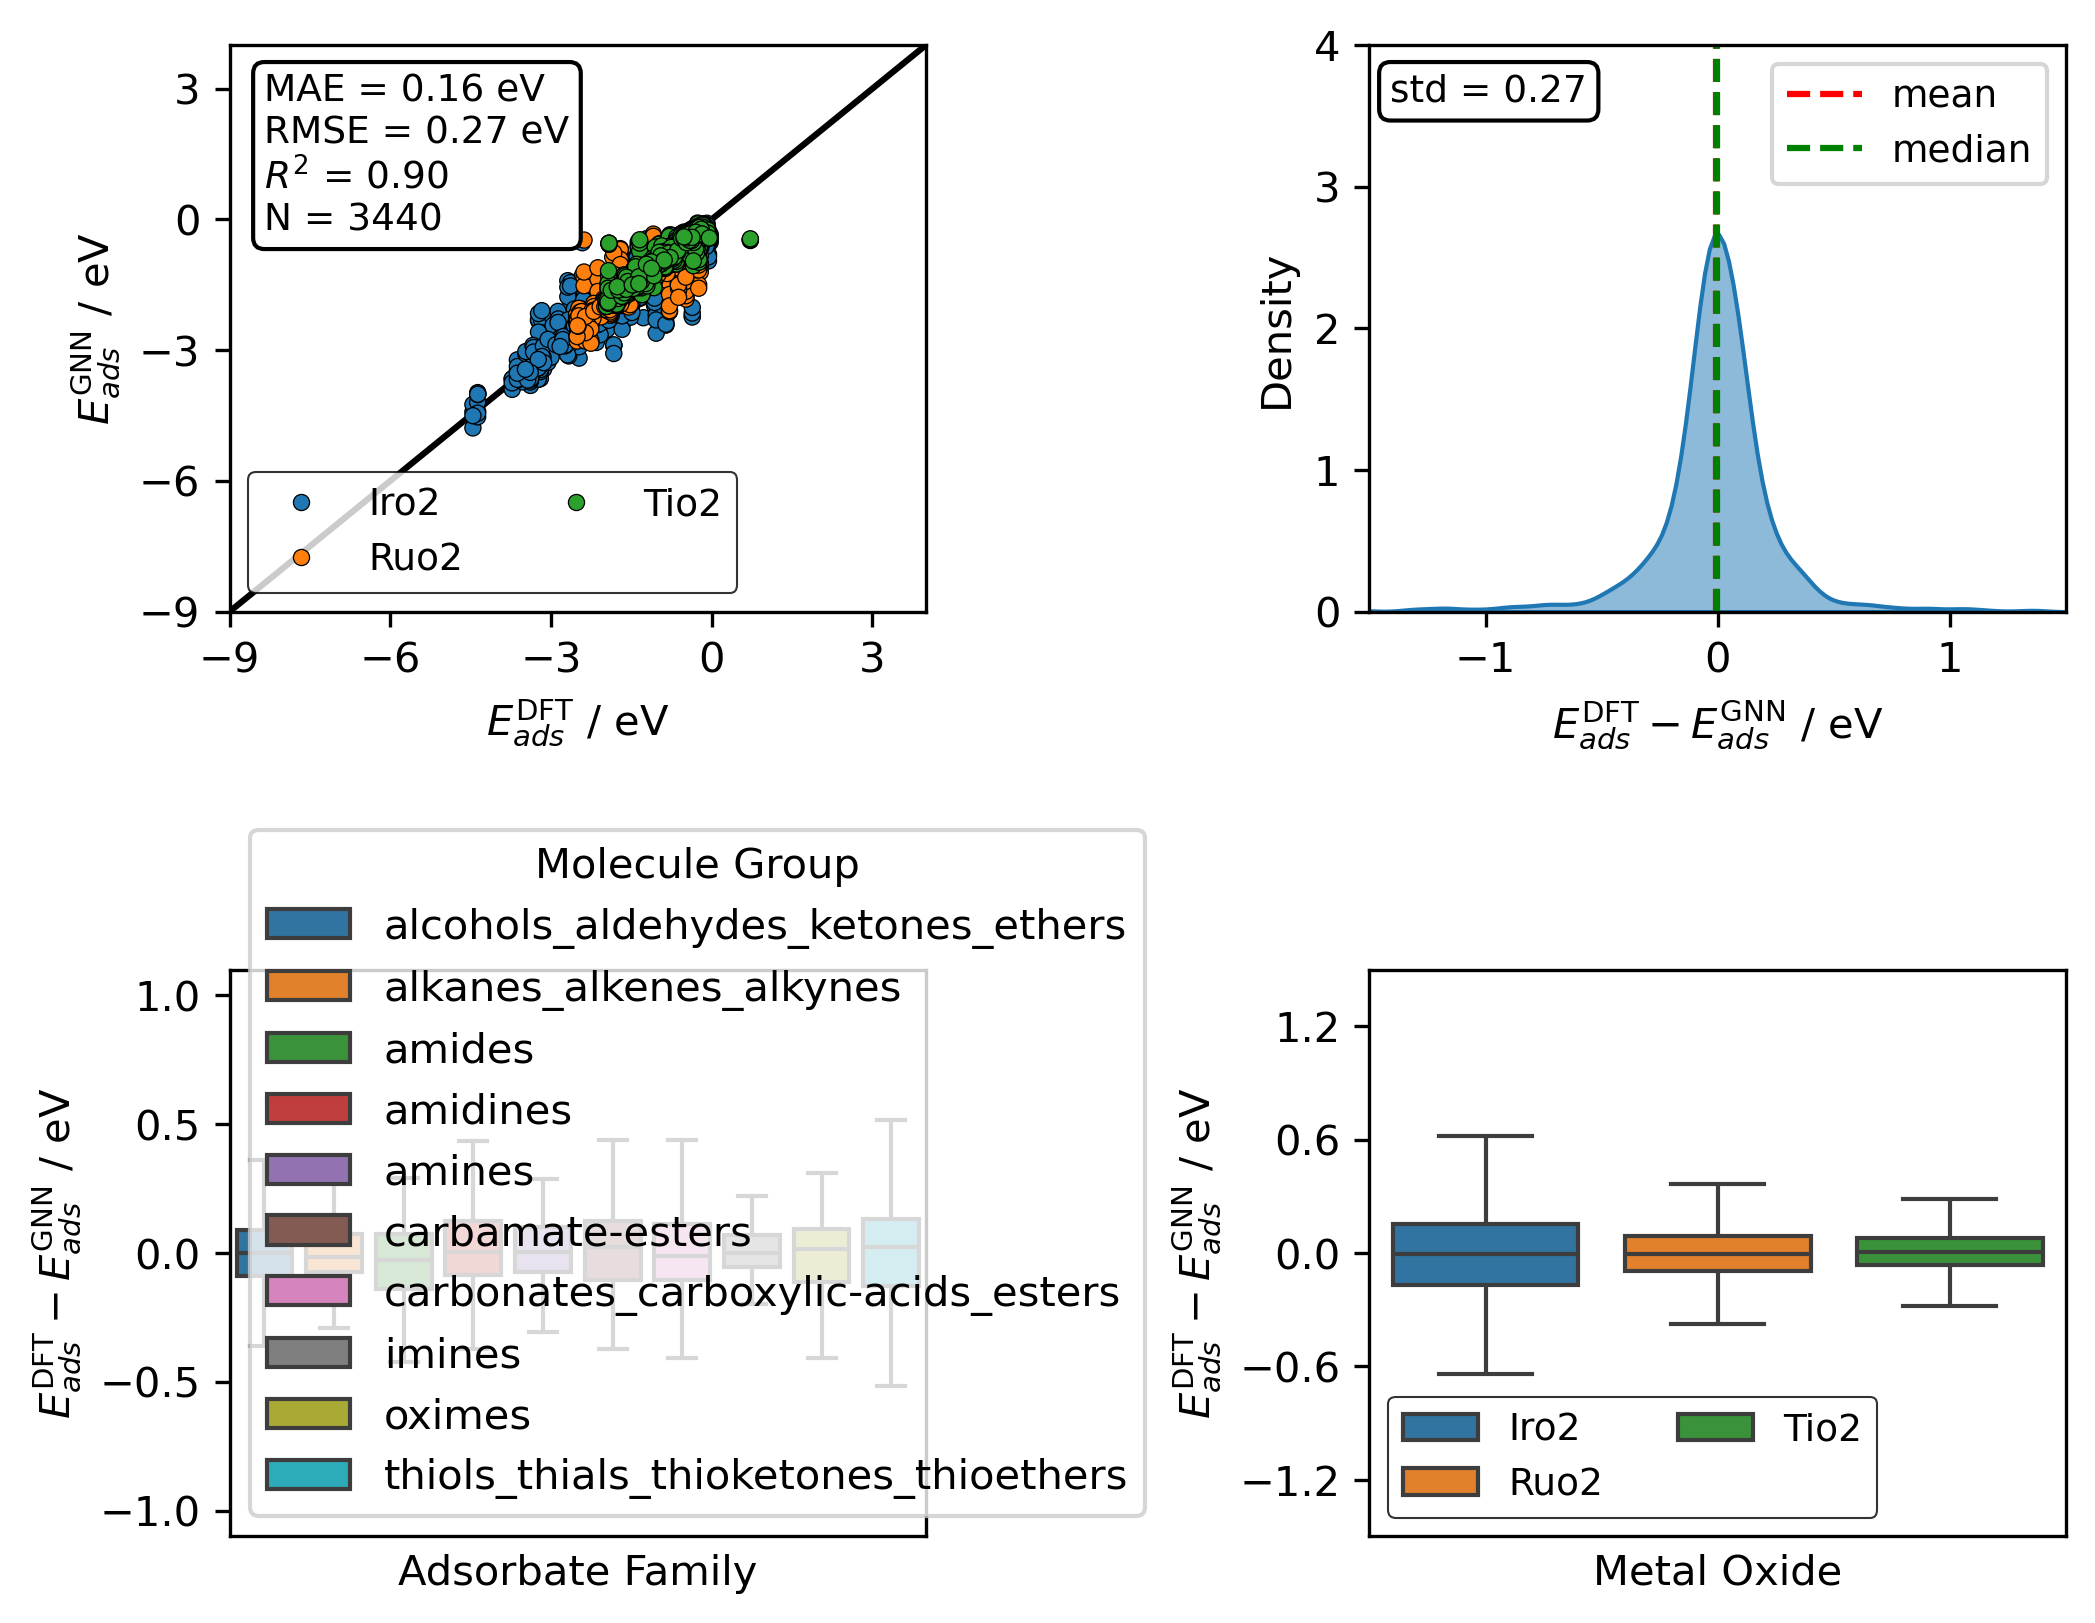 MAE = 0.16 eV
RMSE = 0.27 eV
R² = 0.90
N = 3440
3
0
−3
−6
−9
E_ads^GNN / eV
Iro2
Ruo2
Tio2
−9 −6 −3 0 3
E_ads^DFT / eV
std = 0.27
mean
median
4
3
2
1
0
Density
−1 0 1
E_ads^DFT − E_ads^GNN / eV
Molecule Group
alcohols_aldehydes_ketones_ethers
alkanes_alkenes_alkynes
amides
amidines
amines
carbamate-esters
carbonates_carboxylic-acids_esters
imines
oximes
thiols_thials_thioketones_thioethers
1.0
0.5
0.0
−0.5
−1.0
E_ads^DFT − E_ads^GNN / eV
Adsorbate Family
1.2
0.6
0.0
−0.6
−1.2
E_ads^DFT − E_ads^GNN / eV
Iro2
Ruo2
Tio2
Metal Oxide